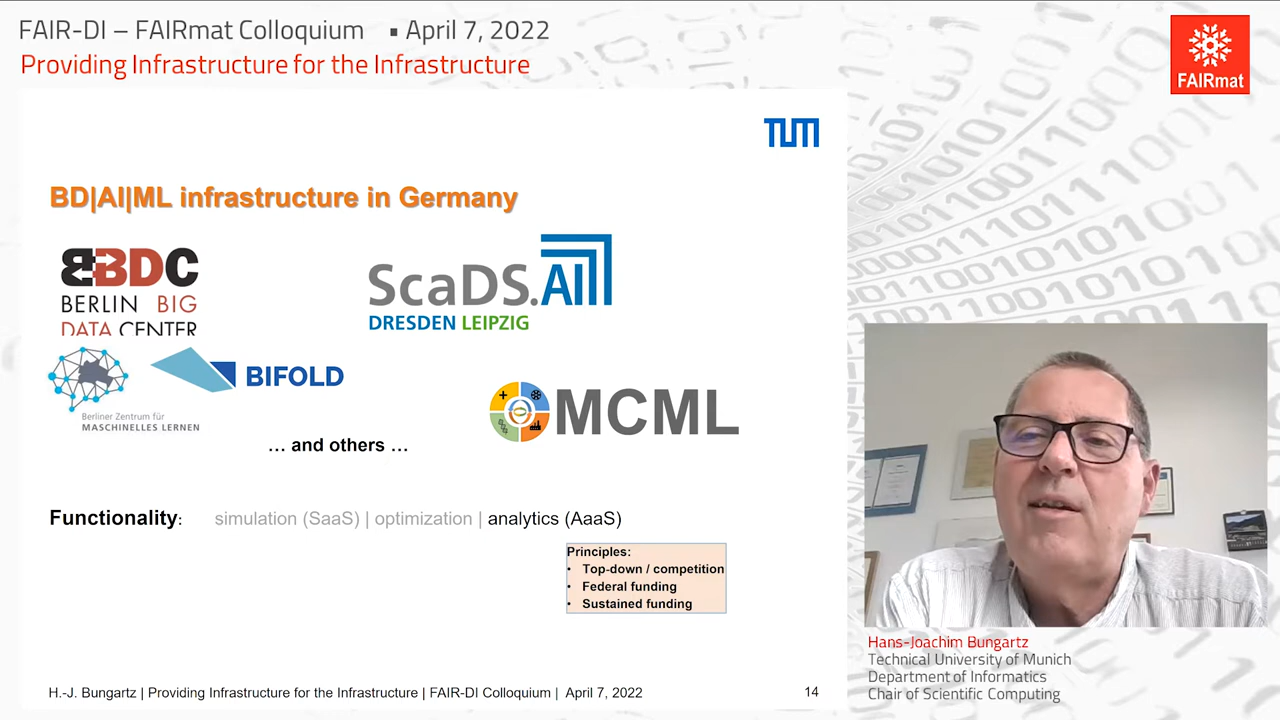 FAIR-DI – FAIRmat Colloquium ▪ April 7, 2022
Providing Infrastructure for the Infrastructure
FAIRmat
TUM
BD|AI||ML infrastructure in Germany
BBDC
BERLIN BIG
DATA CENTER
ScaDS.AI
DRESDEN LEIPZIG
BIFOLD
Berliner Zentrum für
MASCHINELLES LERNEN
MCML
… and others …
Functionality: simulation (SaaS) | optimization | analytics (AaaS)
Principles:
• Top-down / competition
• Federal funding
• Sustained funding
H.-J. Bungartz | Providing Infrastructure for the Infrastructure | FAIR-DI Colloquium | April 7, 2022
14
Hans-Joachim Bungartz
Technical University of Munich
Department of Informatics
Chair of Scientific Computing